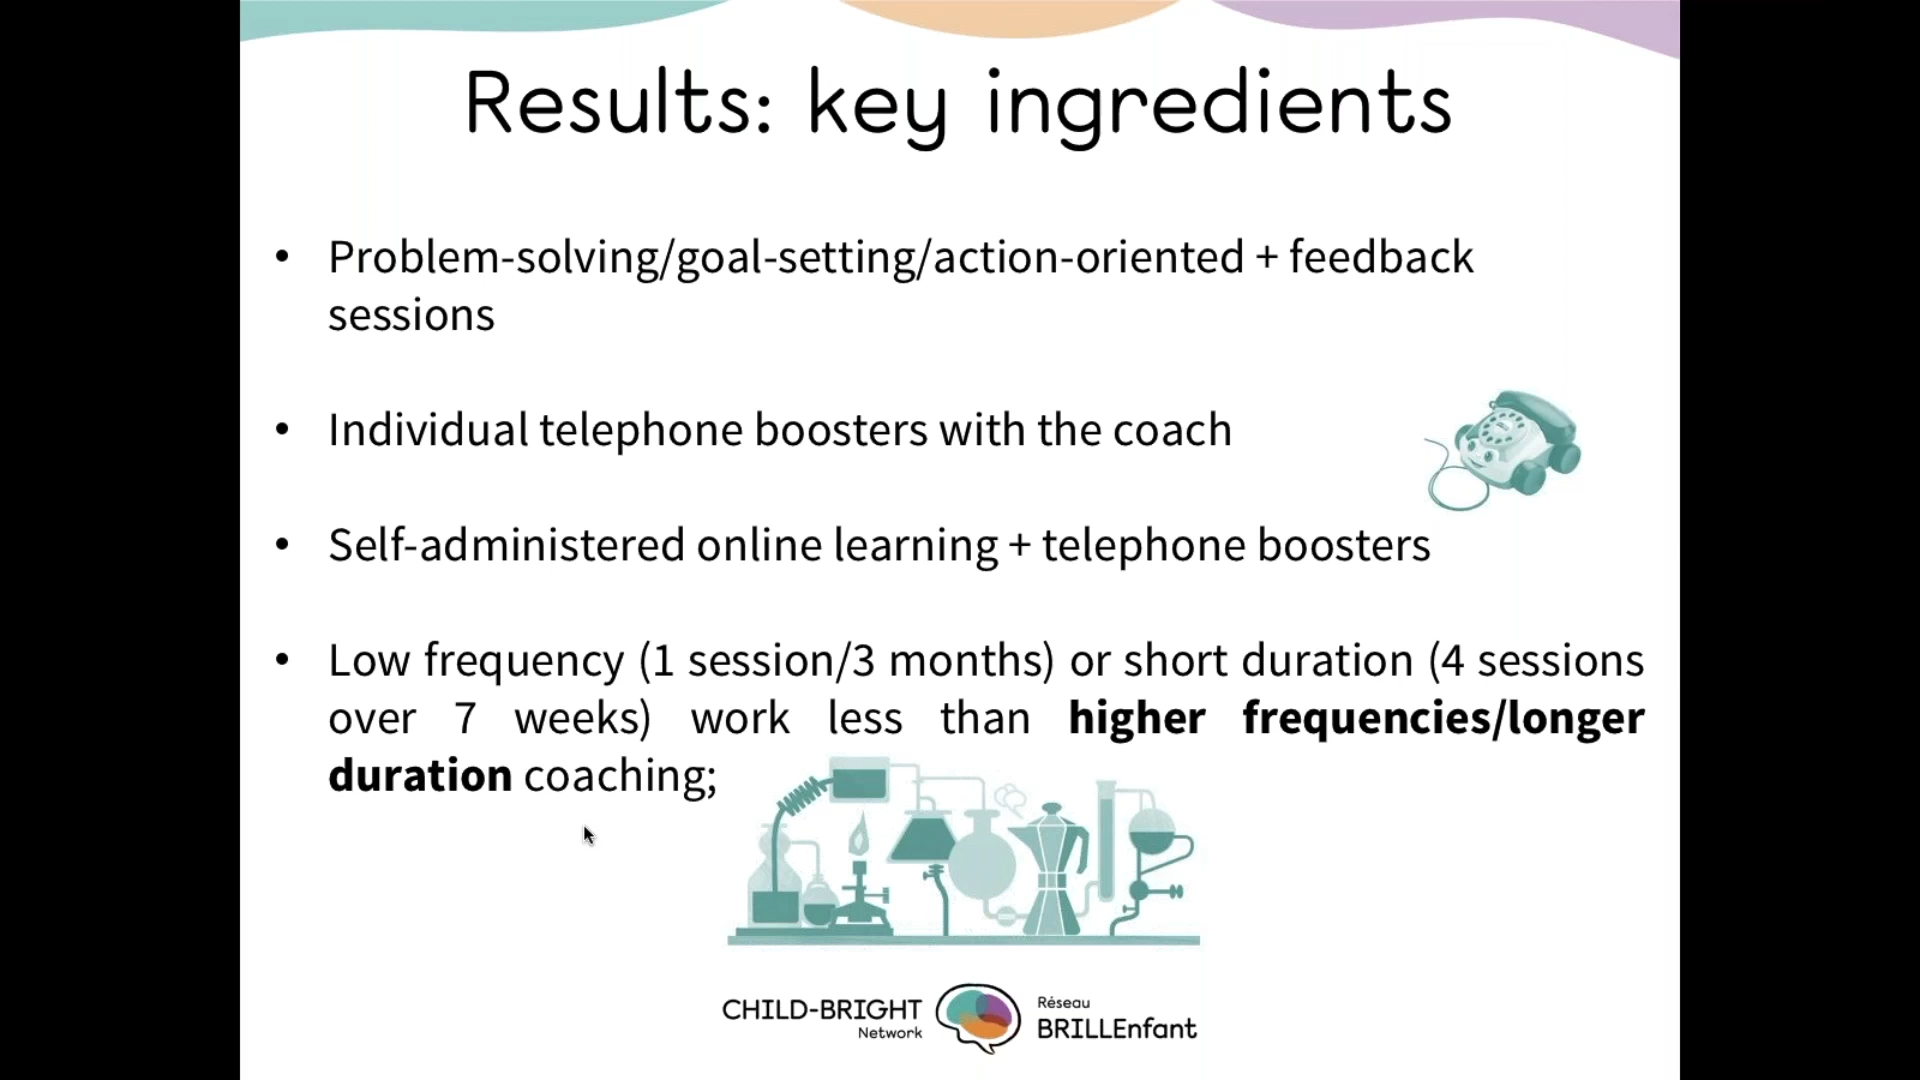 Results: key ingredients
• Problem-solving/goal-setting/action-oriented + feedback
sessions
• Individual telephone boosters with the coach
• Self-administered online learning + telephone boosters
• Low frequency (1 session/3 months) or short duration (4 sessions
over 7 weeks) work less than higher frequencies/longer
duration coaching;
CHILD-BRIGHT
Network
Réseau
BRILLEnfant